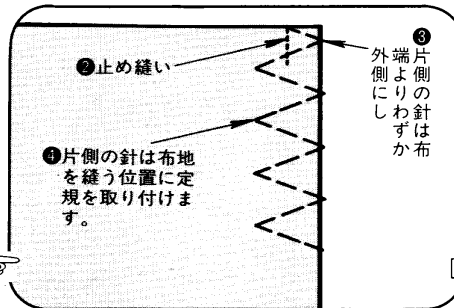 ❷止め縫い
❸片側の針は布
端よりわずか
外側にし
❹片側の針は布地
を縫う位置に定
規を取り付けま
す。